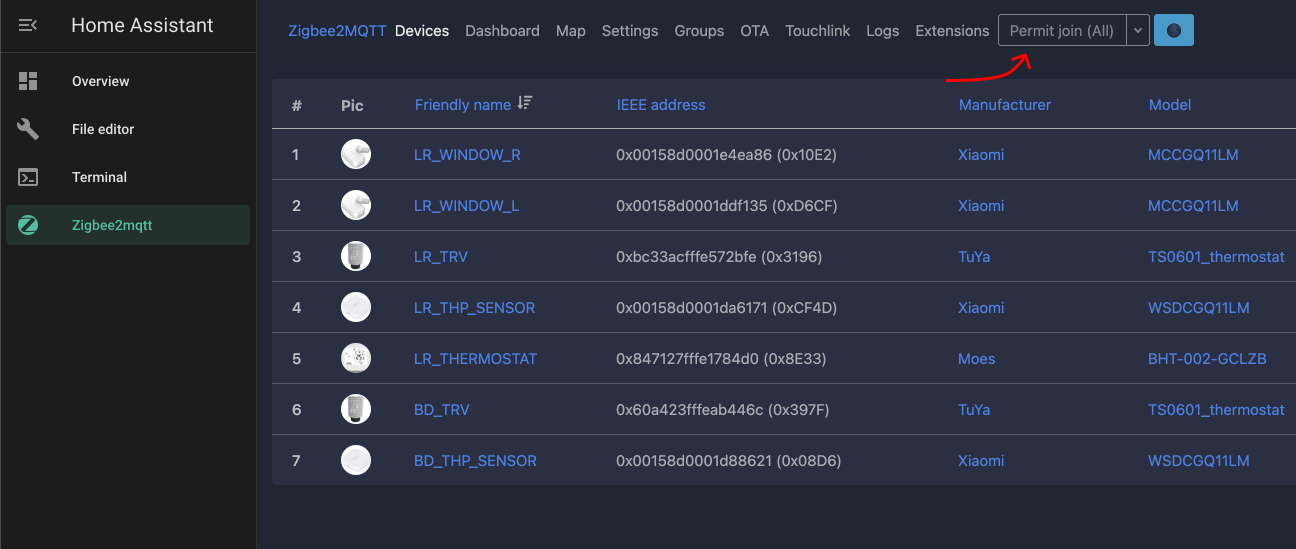 Home Assistant
Overview
File editor
Terminal
Zigbee2mqtt
Zigbee2MQTT Devices Dashboard Map Settings Groups OTA Touchlink Logs Extensions Permit join (All)
# Pic Friendly name IEEE address Manufacturer Model
1 LR_WINDOW_R 0x00158d0001e4ea86 (0x10E2) Xiaomi MCCGQ11LM
2 LR_WINDOW_L 0x00158d0001ddf135 (0xD6CF) Xiaomi MCCGQ11LM
3 LR_TRV 0xbc33acfffe572bfe (0x3196) TuYa TS0601_thermostat
4 LR_THP_SENSOR 0x00158d0001da6171 (0xCF4D) Xiaomi WSDCGQ11LM
5 LR_THERMOSTAT 0x847127fffe1784d0 (0x8E33) Moes BHT-002-GCLZB
6 BD_TRV 0x60a423fffeab446c (0x397F) TuYa TS0601_thermostat
7 BD_THP_SENSOR 0x00158d0001d88621 (0x08D6) Xiaomi WSDCGQ11LM